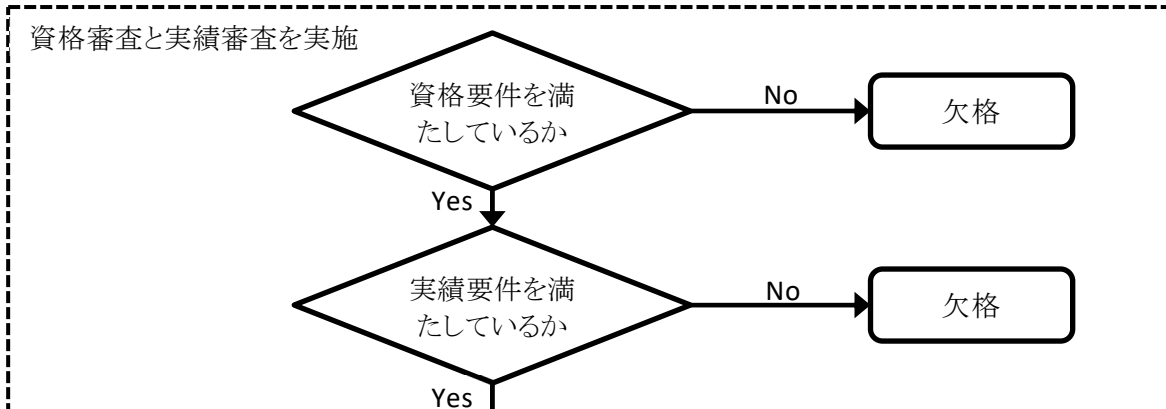 資格審査と実績審査を実施
資格要件を満
たしているか
No
欠格
Yes
実績要件を満
たしているか
No
欠格
Yes